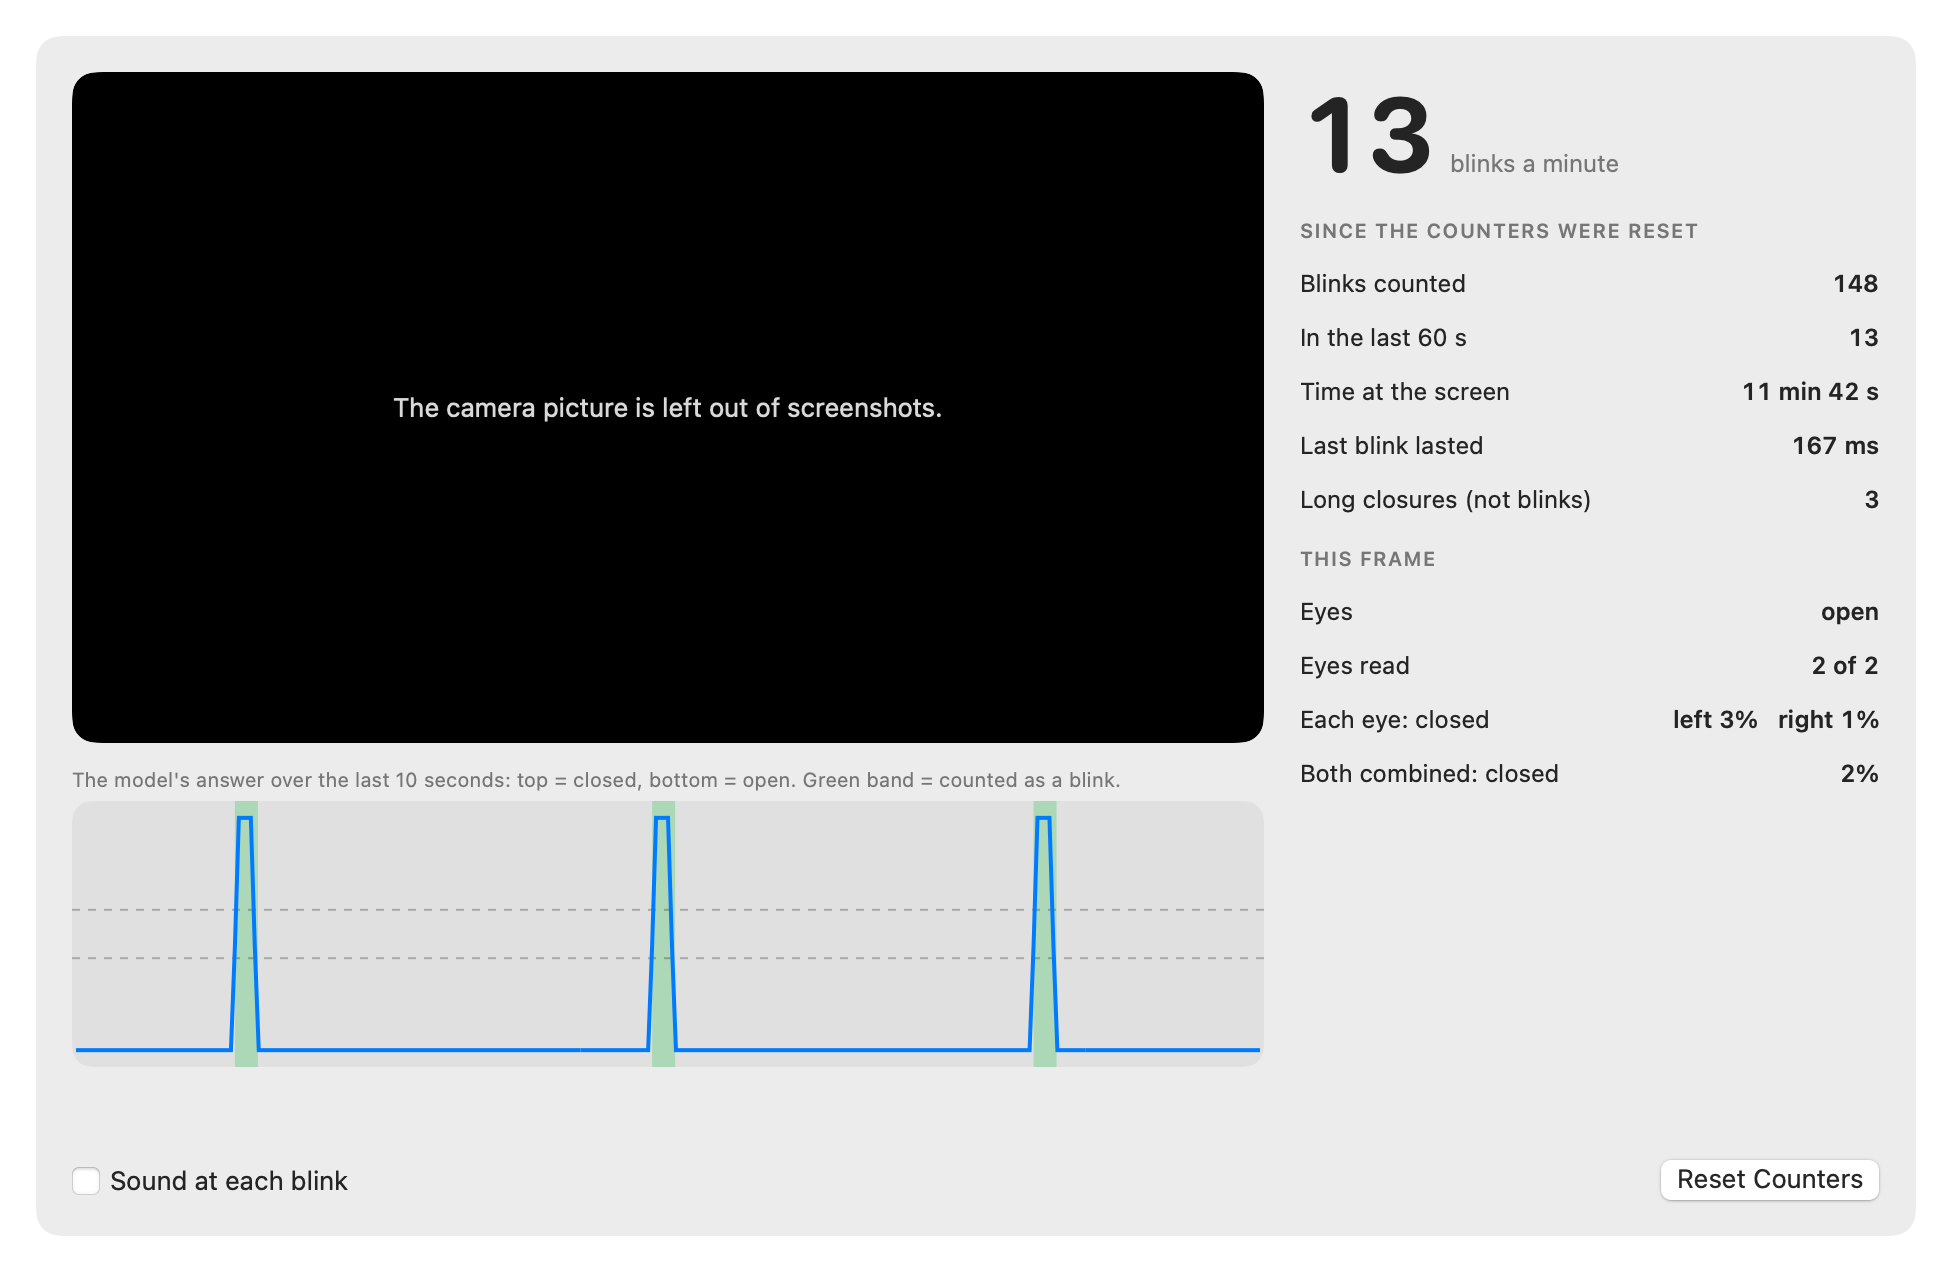 The camera picture is left out of screenshots.
The model's answer over the last 10 seconds: top = closed, bottom = open. Green band = counted as a blink.
Sound at each blink
13 blinks a minute
SINCE THE COUNTERS WERE RESET
Blinks counted 148
In the last 60 s 13
Time at the screen 11 min 42 s
Last blink lasted 167 ms
Long closures (not blinks) 3
THIS FRAME
Eyes open
Eyes read 2 of 2
Each eye: closed left 3% right 1%
Both combined: closed 2%
Reset Counters